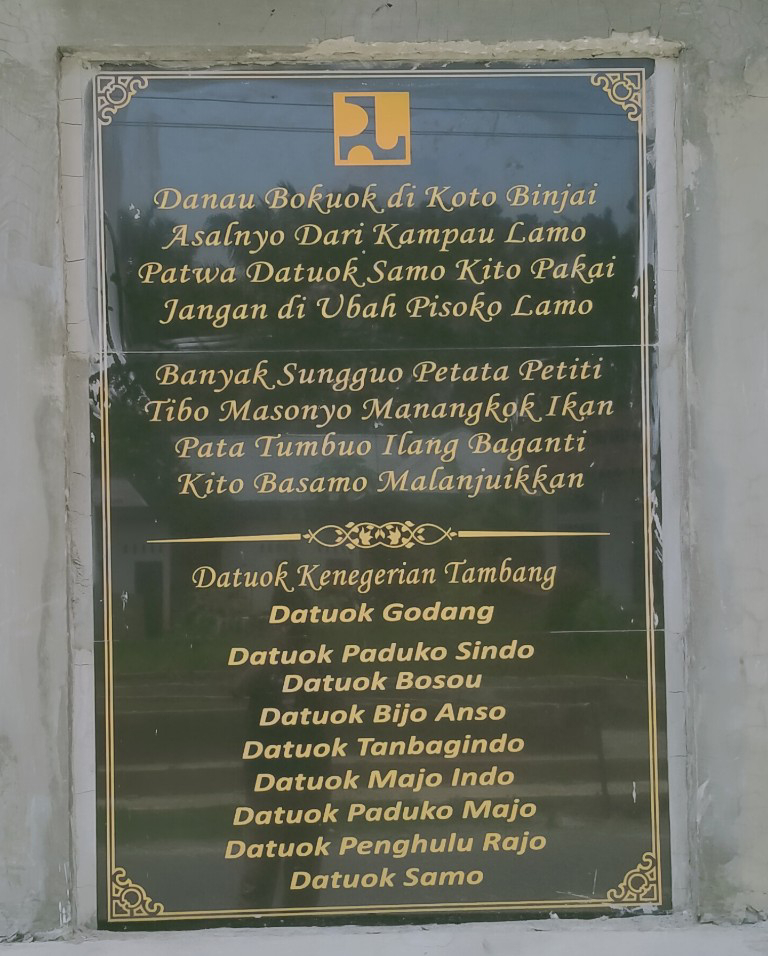 Danau Bokuok di Koto Binjai
Asalnyo Dari Kampau Lamo
Patwa Datuok Samo Kito Pakai
Jangan di Ubah Pisoko Lamo
Banyak Sungguo Petata Petiti
Tibo Masonyo Manangkok Ikan
Pata Tumbuo Ilang Baganti
Kito Basamo Malanjuikkan
Datuok Kenegerian Tambang
Datuok Godang
Datuok Paduko Sindo
Datuok Bosou
Datuok Bijo Anso
Datuok Tanbagindo
Datuok Majo Indo
Datuok Paduko Majo
Datuok Penghulu Rajo
Datuok Samo